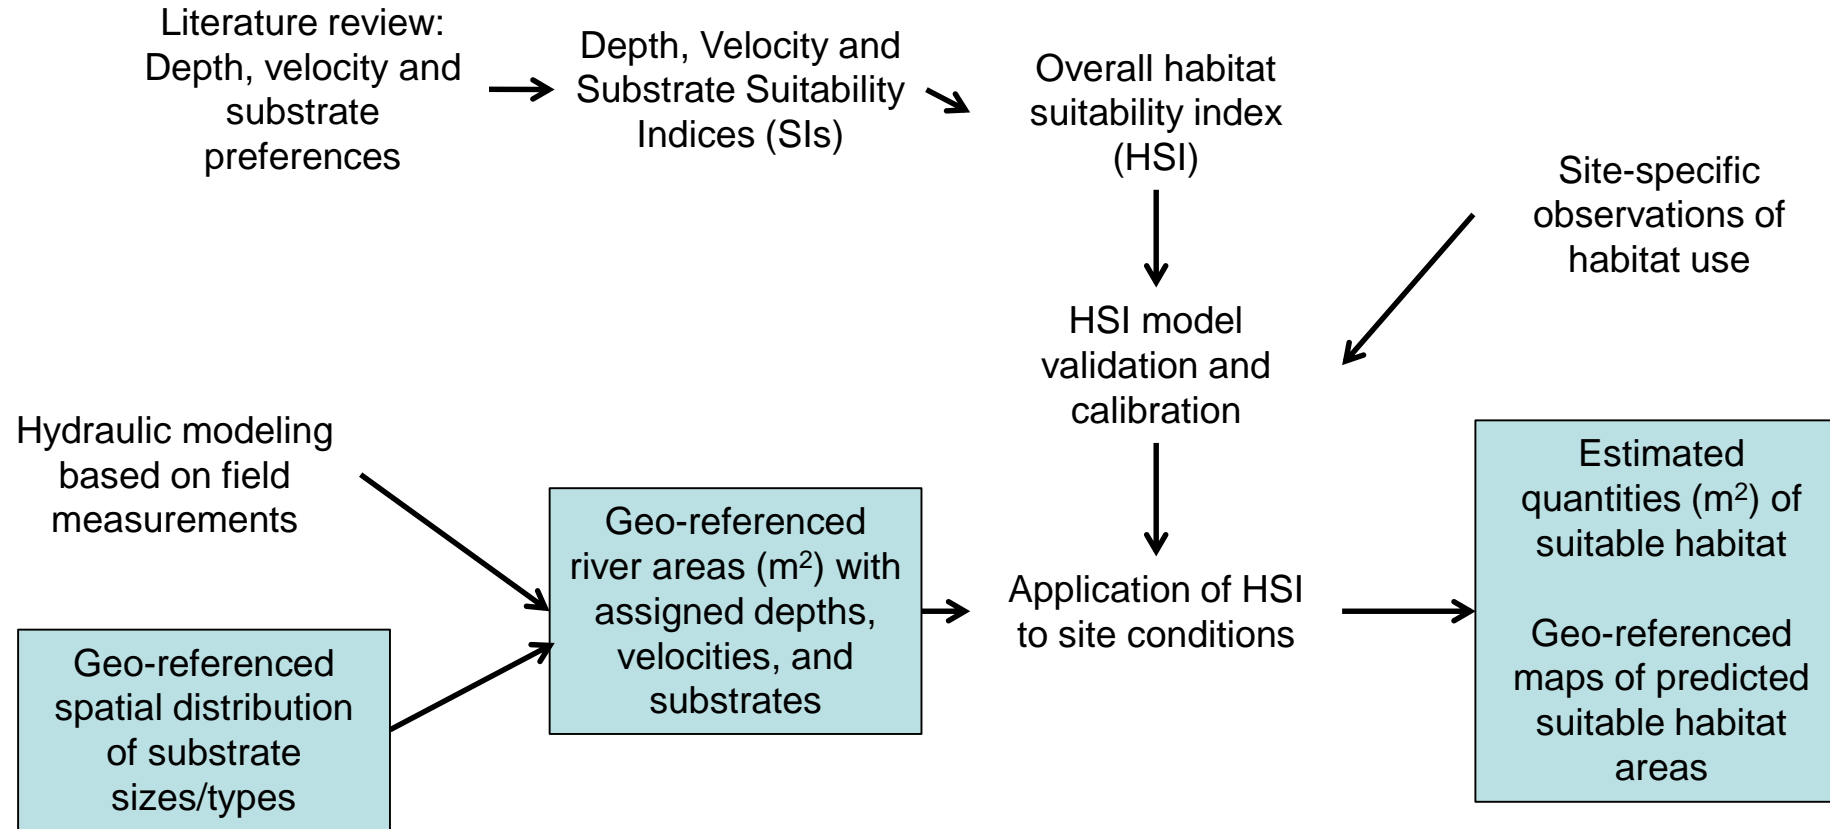 Literature review:
Depth, velocity and
substrate
preferences
Depth, Velocity and
Substrate Suitability
Indices (SIs)
Overall habitat
suitability index
(HSI)
Site-specific
observations of
habitat use
HSI model
validation and
calibration
Hydraulic modeling
based on field
measurements
Geo-referenced
spatial distribution
of substrate
sizes/types
Geo-referenced
river areas (m²) with
assigned depths,
velocities, and
substrates
Application of HSI
to site conditions
Estimated
quantities (m²) of
suitable habitat
Geo-referenced
maps of predicted
suitable habitat
areas